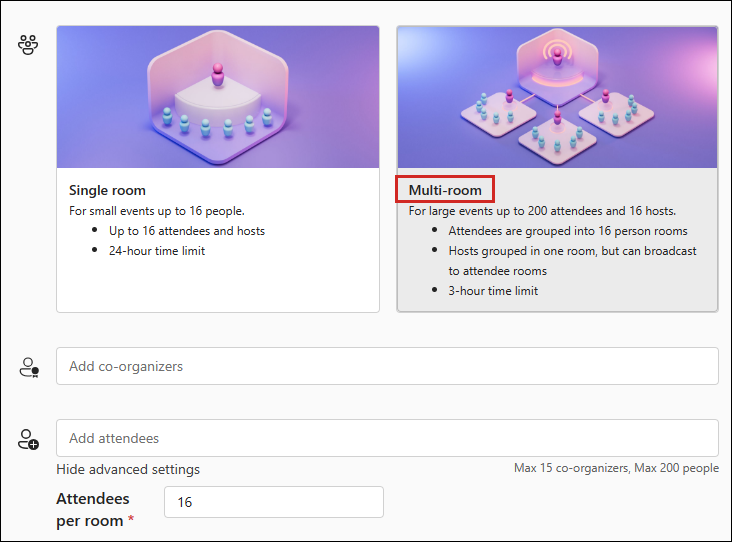 Single room
For small events up to 16 people.
Up to 16 attendees and hosts
24-hour time limit
Multi-room
For large events up to 200 attendees and 16 hosts.
Attendees are grouped into 16 person rooms
Hosts grouped in one room, but can broadcast
to attendee rooms
3-hour time limit
Add co-organizers
Add attendees
Hide advanced settings
Max 15 co-organizers, Max 200 people
Attendees
per room *
16